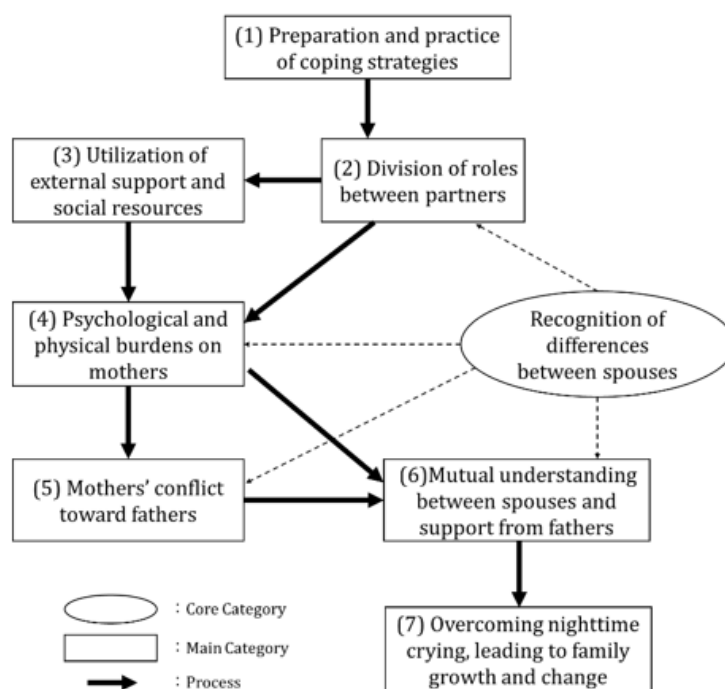 (1) Preparation and practice
of coping strategies
(3) Utilization of
external support and
social resources
(2) Division of roles
between partners
(4) Psychological and
physical burdens on
mothers
Recognition of
differences
between spouses
(5) Mothers' conflict
toward fathers
(6)Mutual understanding
between spouses and
support from fathers
(7) Overcoming nighttime
crying, leading to family
growth and change
: Core Category
: Main Category
: Process